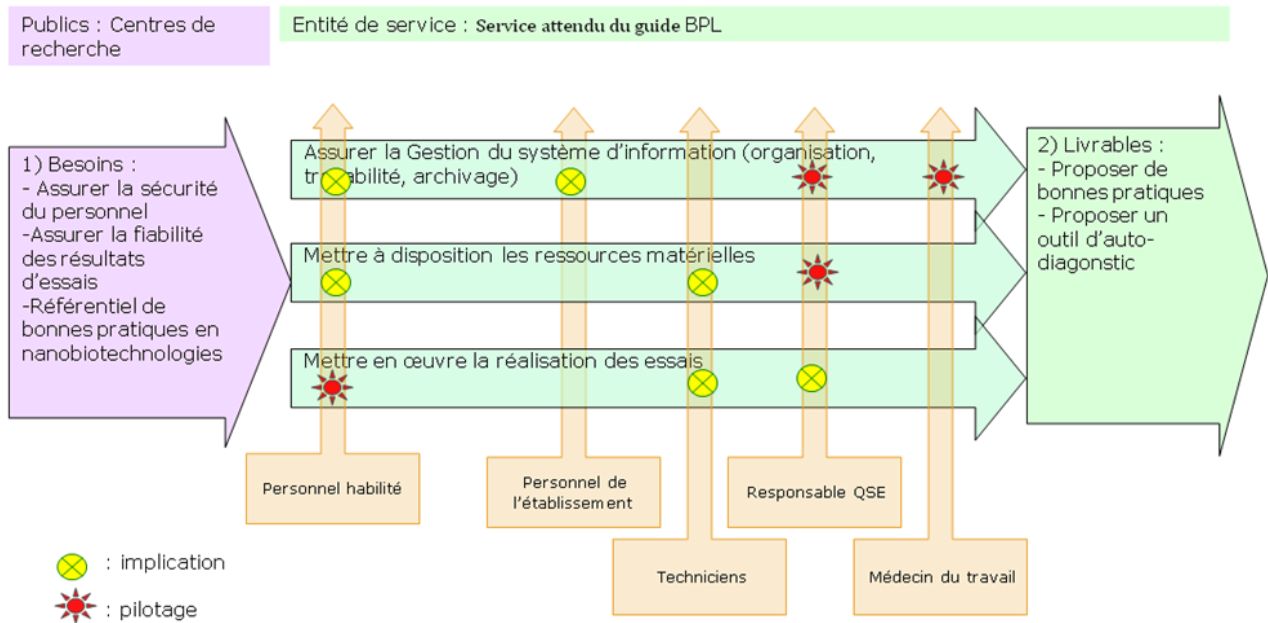 Publics : Centres de
recherche
Entité de service : Service attendu du guide BPL
1) Besoins :
- Assurer la sécurité
du personnel
-Assurer la fiabilité
des résultats
d'essais
-Référentiel de
bonnes pratiques en
nanobiotechnologies
Assurer la Gestion du système d'information (organisation,
archivage)
Mettre à disposition les ressources matérielles
Mettre en œuvre la réalisation des essais
2) Livrables :
- Proposer de
bonnes pratiques
- Proposer un
outil d'auto-
diagonstic
Personnel habilité
Personnel de
l'établissement
Responsable QSE
Techniciens
Médecin du travail
: implication
: pilotage